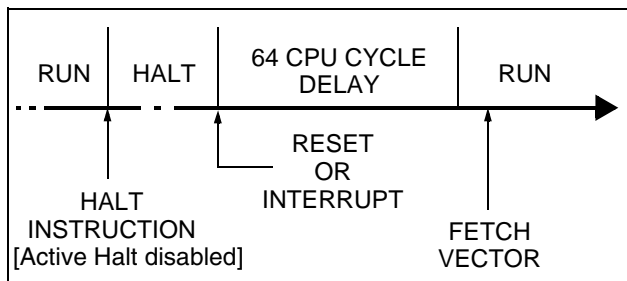 RUN
HALT
64 CPU CYCLE
DELAY
RUN
RESET
OR
INTERRUPT
HALT
INSTRUCTION
[Active Halt disabled]
FETCH
VECTOR